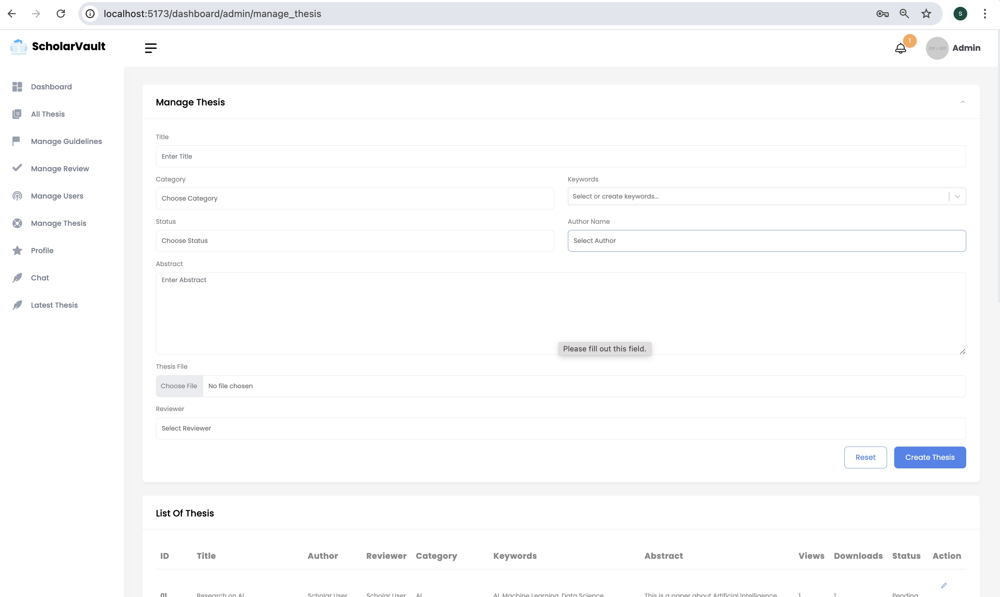 localhost:5173/dashboard/admin/manage_thesis
S
ScholarVault
1
200 x 200
Admin
Dashboard
All Thesis
Manage Guidelines
Manage Review
Manage Users
Manage Thesis
Profile
Chat
Latest Thesis
Manage Thesis
Title
Enter Title
Category
Keywords
Choose Category
Select or create keywords...
Status
Author Name
Choose Status
Select Author
Abstract
Enter Abstract
Please fill out this field.
Thesis File
Choose File No file chosen
Reviewer
Select Reviewer
Reset
Create Thesis
List Of Thesis
ID Title Author Reviewer Category Keywords Abstract Views Downloads Status Action
01 Research on AI Scholar User Scholar User AI AI, Machine Learning, Data Science This is a paper about Artificial Intelligence 1 1 Pending